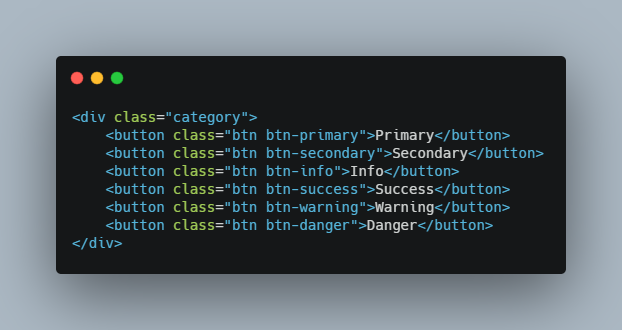 <div class="category">
    <button class="btn btn-primary">Primary</button>
    <button class="btn btn-secondary">Secondary</button>
    <button class="btn btn-info">Info</button>
    <button class="btn btn-success">Success</button>
    <button class="btn btn-warning">Warning</button>
    <button class="btn btn-danger">Danger</button>
</div>